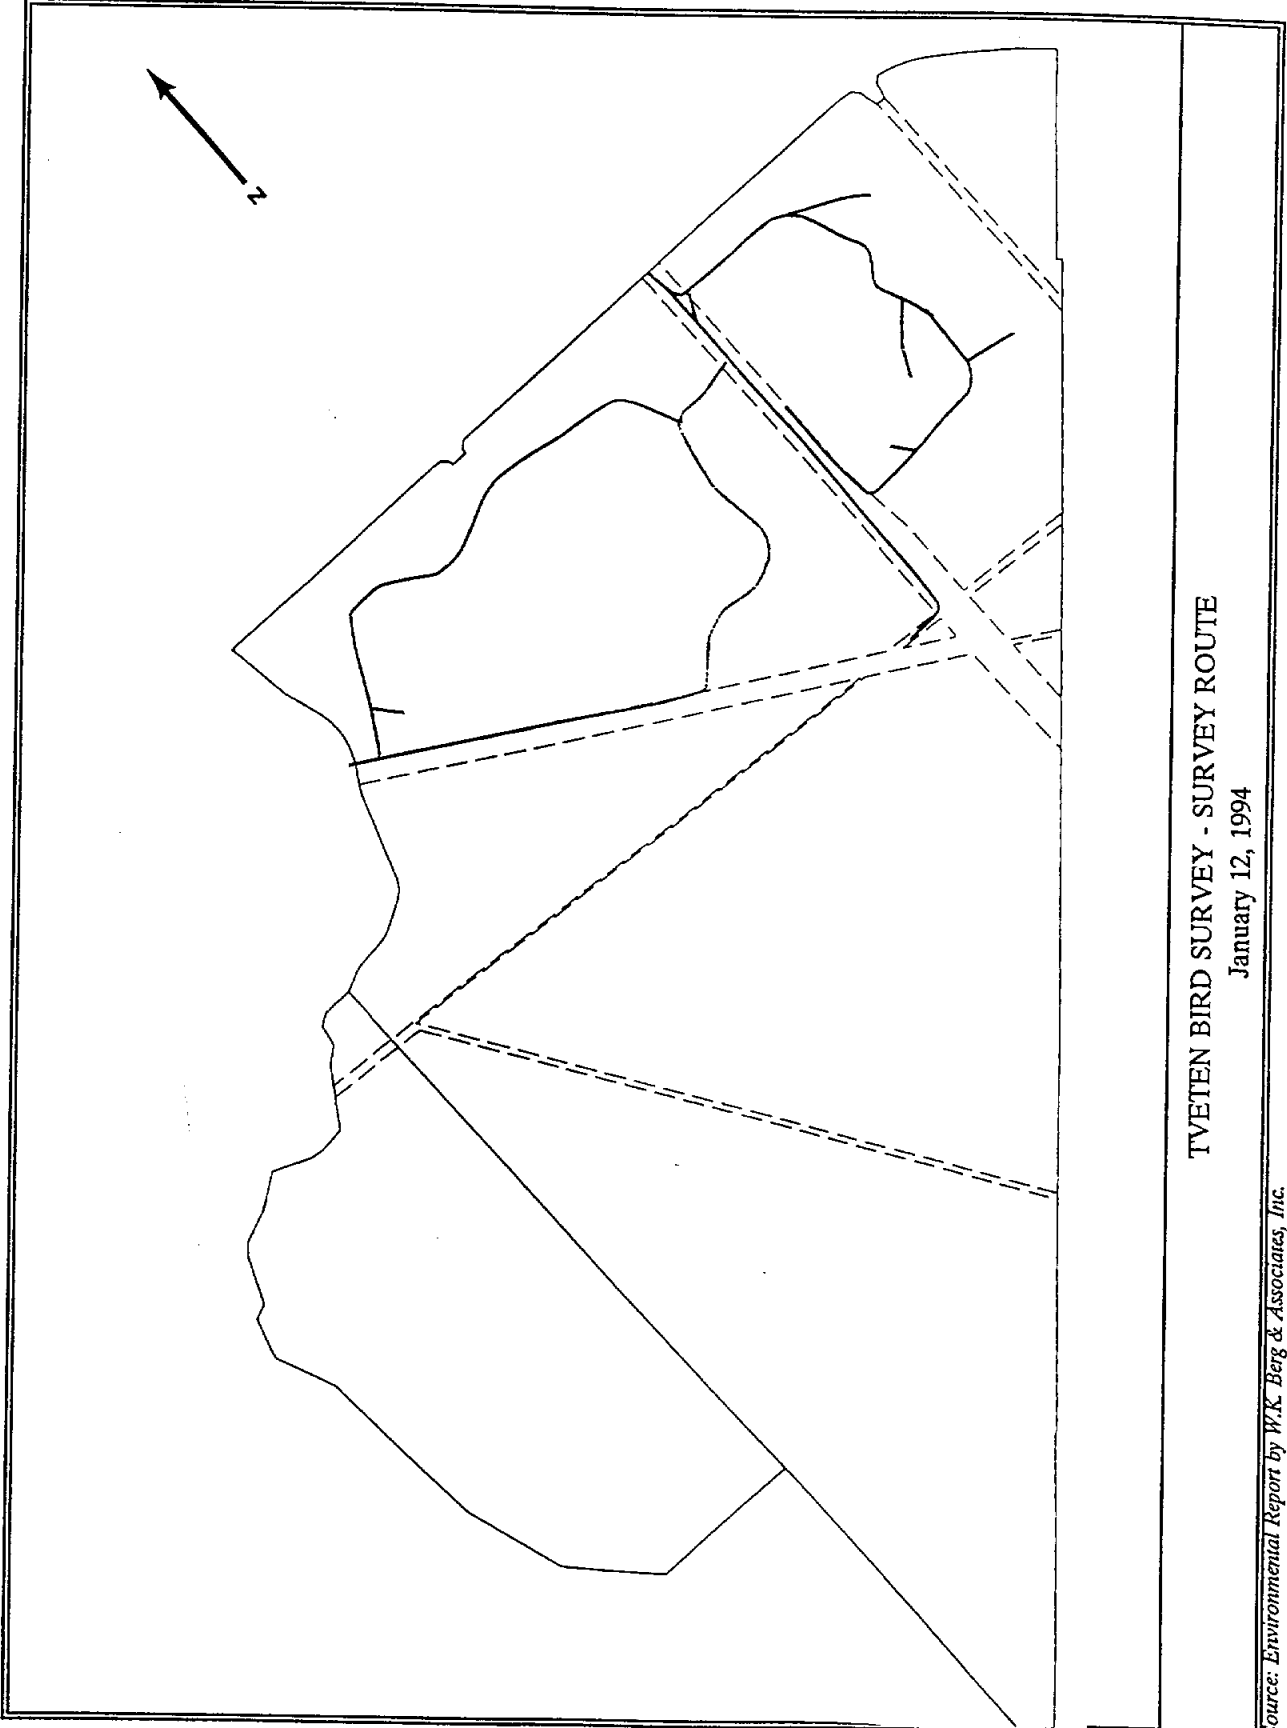 N
TVETEN BIRD SURVEY - SURVEY ROUTE
January 12, 1994
ource: Environmental Report by W.K. Berg & Associates, Inc.